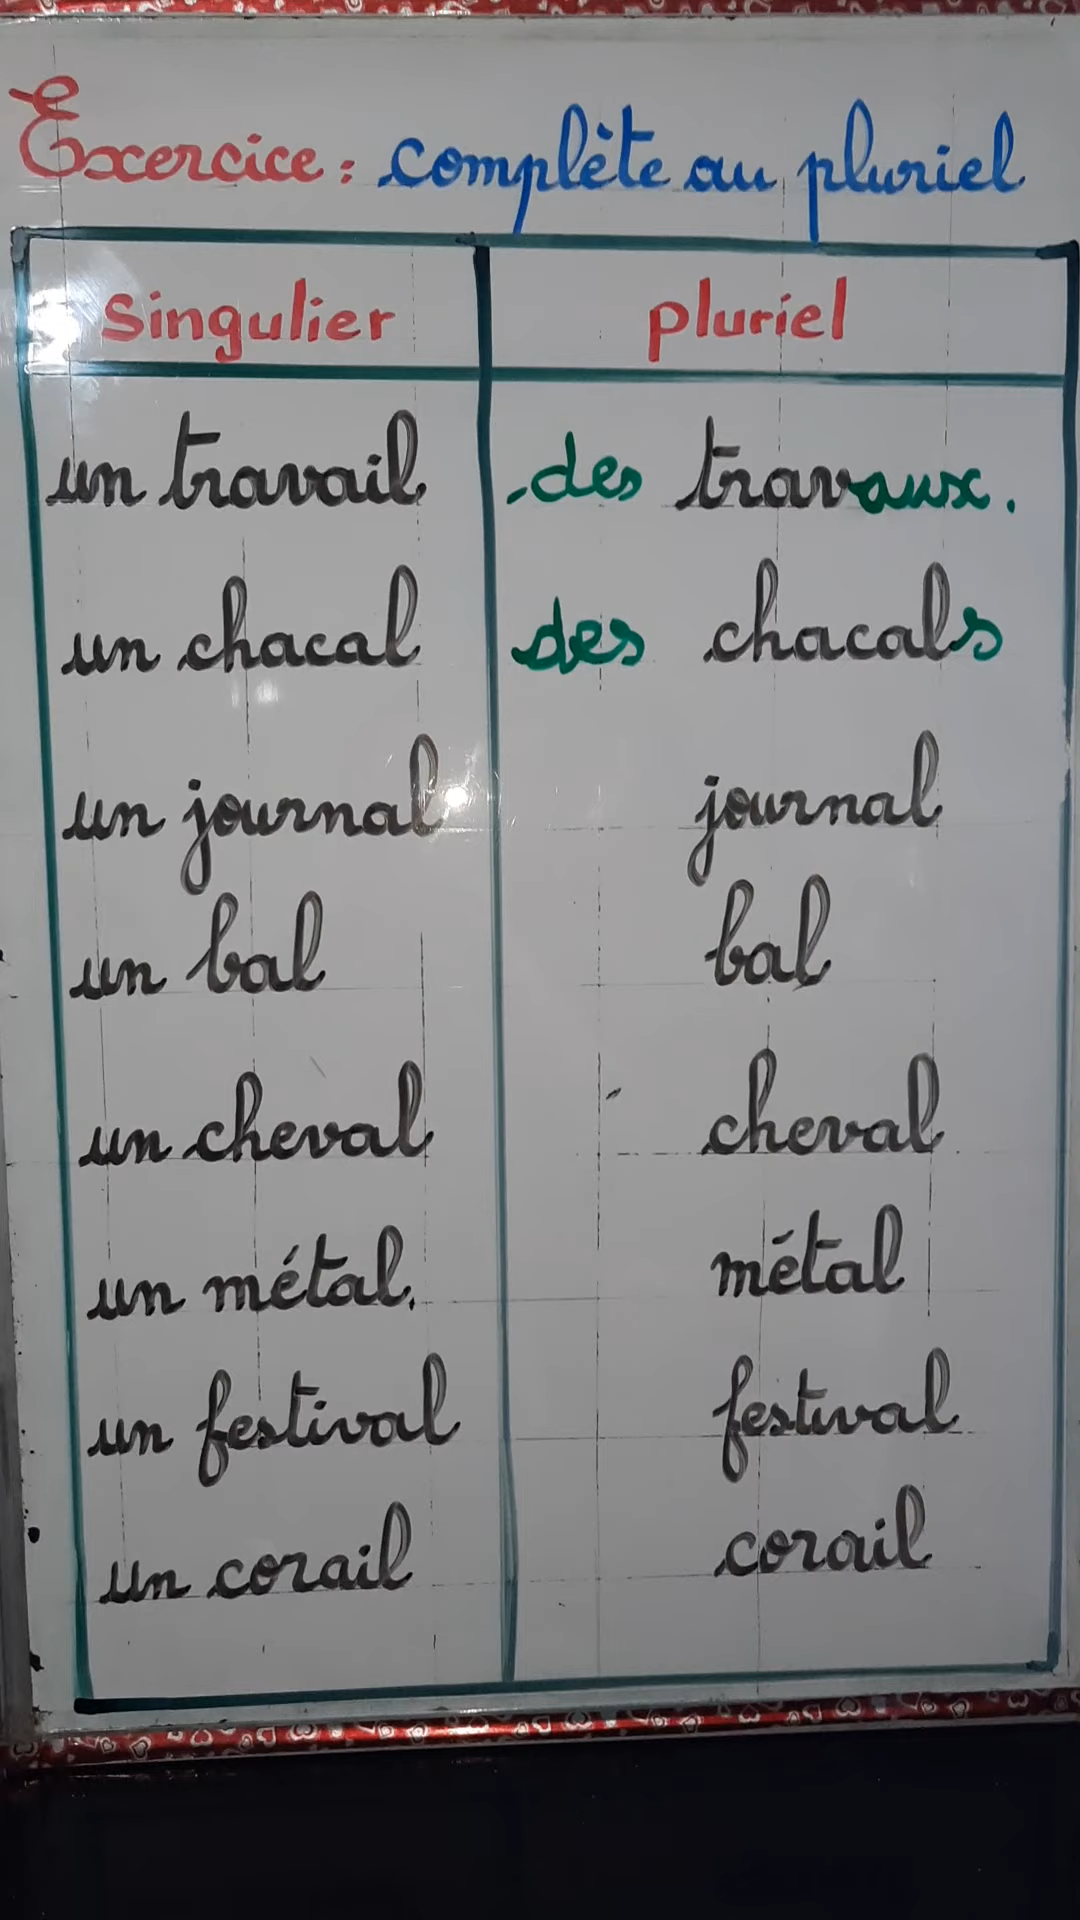 Exercice : complète au pluriel
singulier pluriel
un travail des travaux.
un chacal des chacals
un journal journal
un bal bal
un cheval cheval
un métal. métal
un festival festival
un corail corail